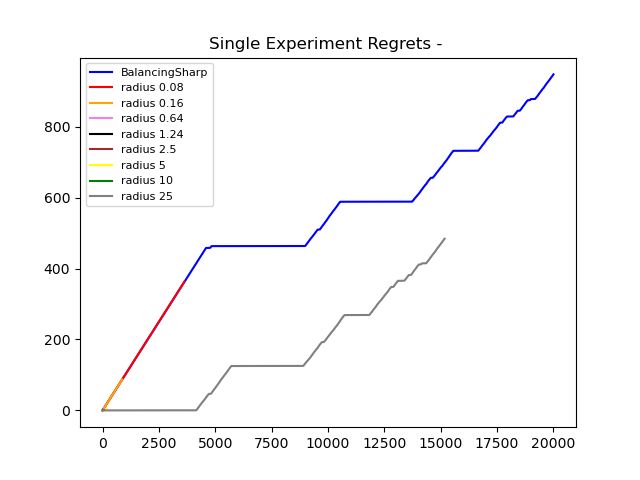 Single Experiment Regrets -
BalancingSharp
radius 0.08
radius 0.16
radius 0.64
radius 1.24
radius 2.5
radius 5
radius 10
radius 25
800
600
400
200
0
0 2500 5000 7500 10000 12500 15000 17500 20000